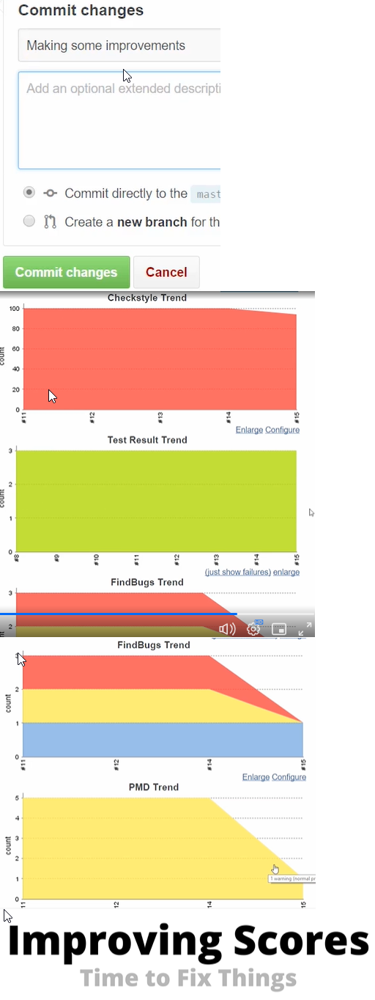 Commit changes
Making some improvements
Add an optional extended descripti
Commit directly to the mast
Create a new branch for th
Commit changes Cancel
Checkstyle Trend
100
80
60
40
20
0
count
#11 #12 #13 #14 #15
Enlarge Configure
Test Result Trend
3
2
1
0
count
#8 #9 #10 #11 #12 #13 #14 #15
(just show failures) enlarge
FindBugs Trend
3
2
HD
FindBugs Trend
3
2
1
0
count
#11 #12 #14 #15
Enlarge Configure
PMD Trend
5
4
3
2
1
0
count
1 warning (normal pr
11 12 14 15
Improving Scores
Time to Fix Things